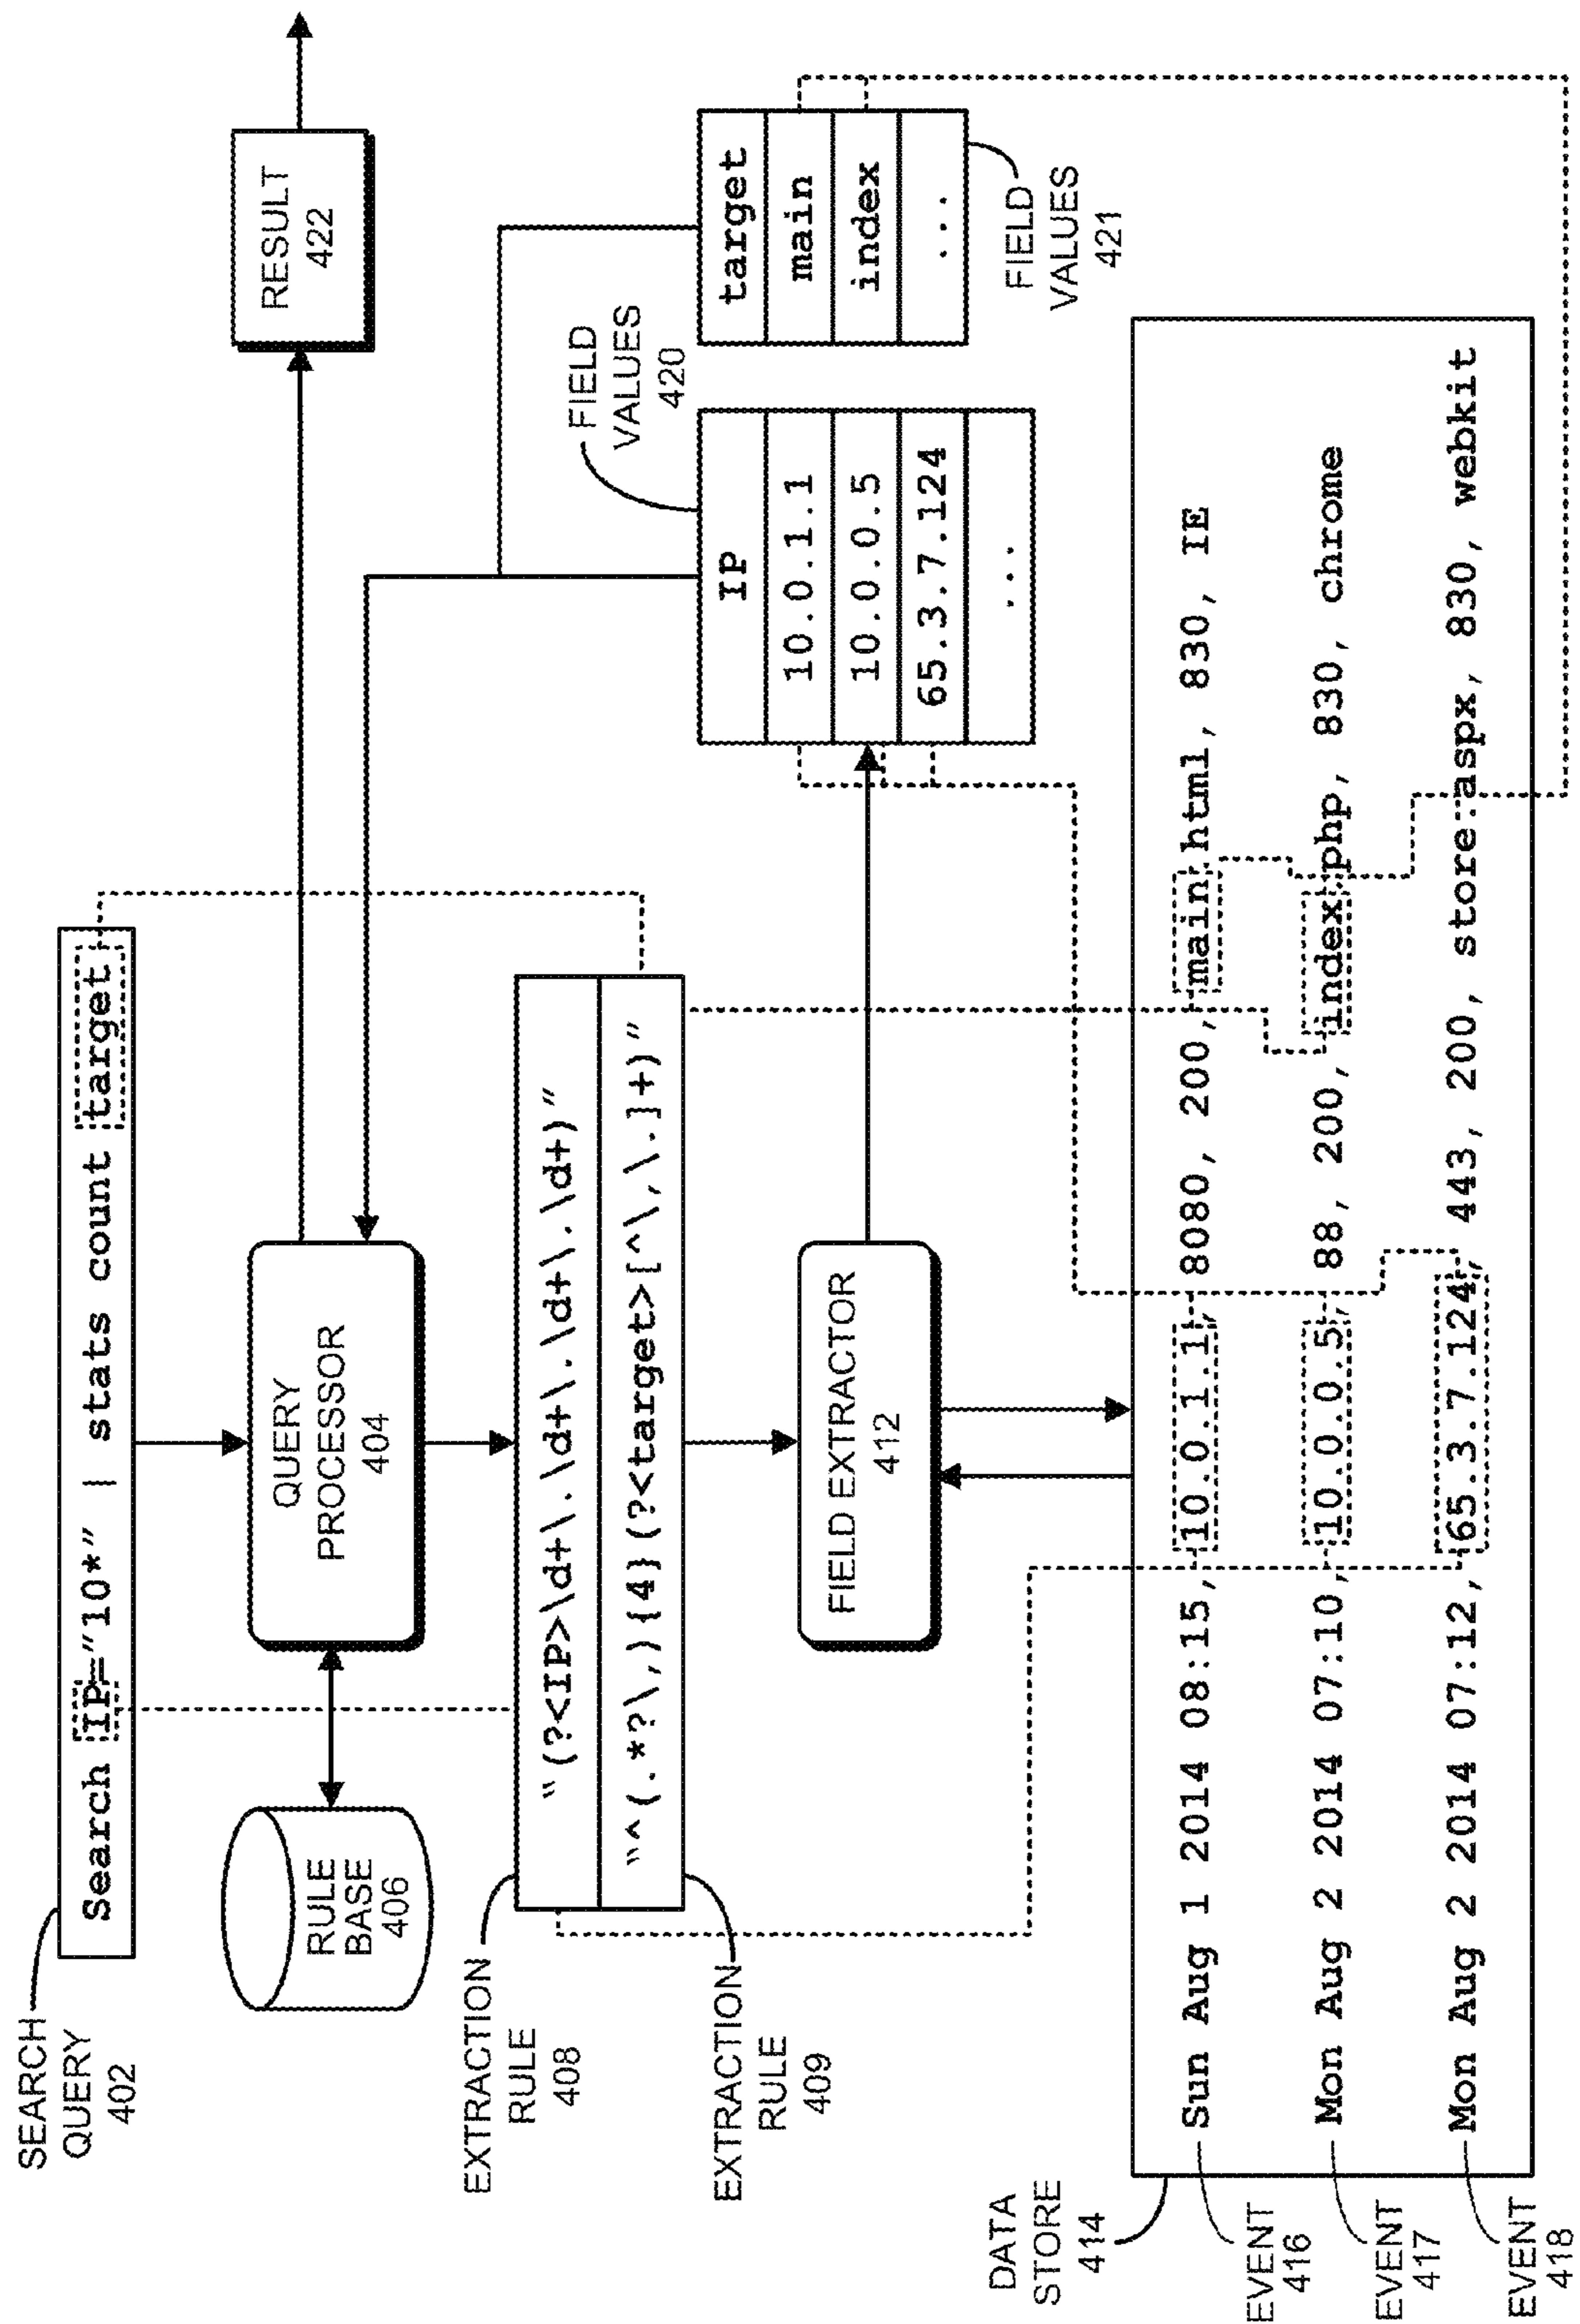 SEARCH
QUERY
402
Search IP="10*" | stats count target
RULE
BASE
406
QUERY
PROCESSOR
404
RESULT
422
EXTRACTION
RULE
408
"(?<IP>\d+\.\d+\.\d+\.\d+)"
EXTRACTION
RULE
409
"^(.*?\,){4}(?<target>[^\,\.]+)"
FIELD EXTRACTOR
412
FIELD
VALUES
420
IP
10.0.1.1
10.0.0.5
65.3.7.124
...
target
main
index
...
FIELD
VALUES
421
DATA
STORE
414
EVENT
416
Sun Aug 1 2014 08:15, 10.0.1.1, 8080, 200, main.html, 830, IE
EVENT
417
Mon Aug 2 2014 07:10, 10.0.0.5, 88, 200, index.php, 830, chrome
EVENT
418
Mon Aug 2 2014 07:12, 65.3.7.124, 443, 200, store.aspx, 830, webkit